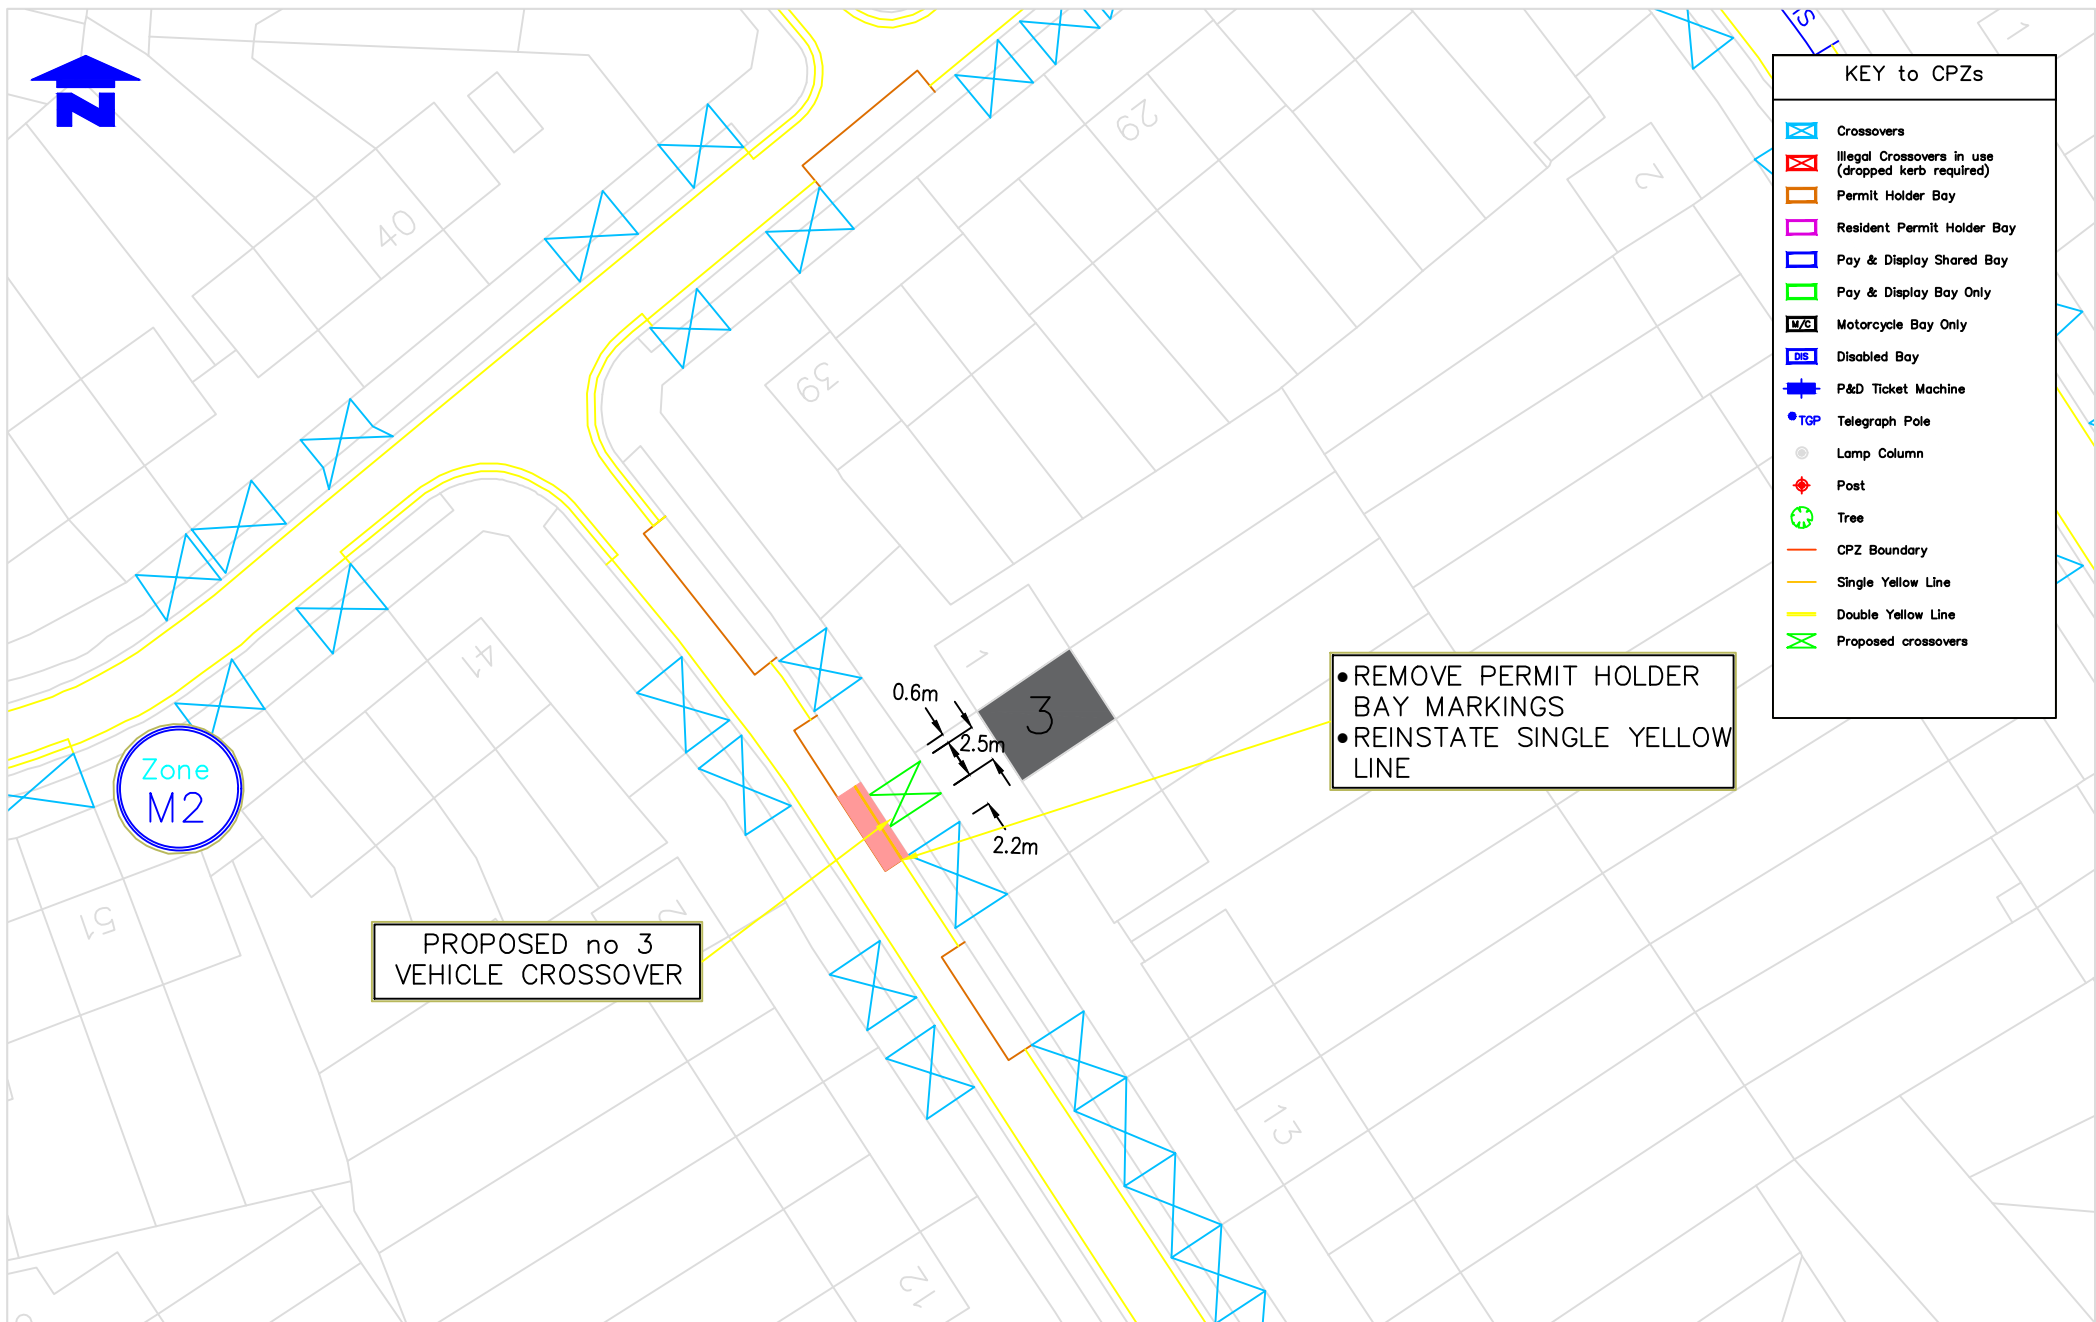 N
S
KEY to CPZs
Crossovers
Illegal Crossovers in use
(dropped kerb required)
Permit Holder Bay
Resident Permit Holder Bay
Pay & Display Shared Bay
Pay & Display Bay Only
M/C Motorcycle Bay Only
DIS Disabled Bay
P&D Ticket Machine
TGP Telegraph Pole
Lamp Column
Post
Tree
CPZ Boundary
Single Yellow Line
Double Yellow Line
Proposed crossovers
1
29
2
40
39
41
1
3
0.6m
2.5m
2.2m
• REMOVE PERMIT HOLDER
BAY MARKINGS
• REINSTATE SINGLE YELLOW
LINE
Zone
M2
51
2
PROPOSED no 3
VEHICLE CROSSOVER
13
12